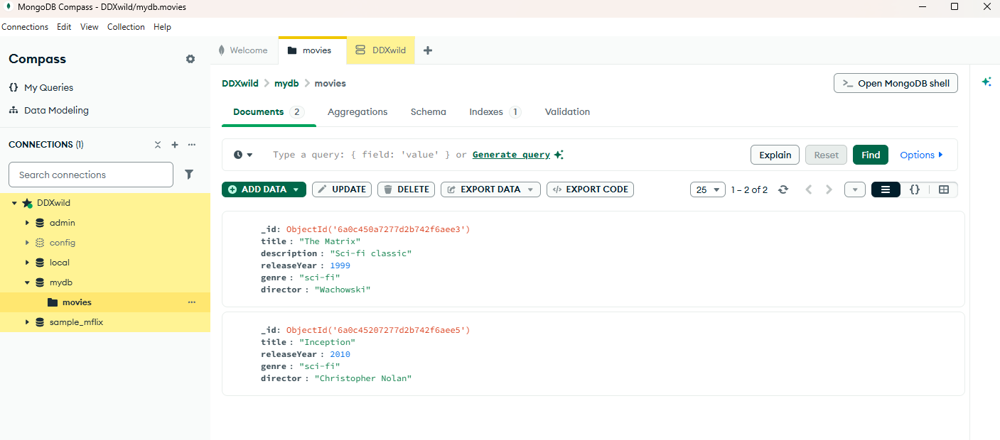 MongoDB Compass - DDXwild/mydb.movies
Connections Edit View Collection Help
Compass
{} My Queries
Data Modeling
CONNECTIONS (1)
Search connections
DDXwild
admin
config
local
mydb
movies
sample_mflix
Welcome movies DDXwild
DDXwild > mydb > movies
>_ Open MongoDB shell
Documents 2 Aggregations Schema Indexes 1 Validation
Type a query: { field: 'value' } or Generate query
Explain Reset Find Options
ADD DATA UPDATE DELETE EXPORT DATA </> EXPORT CODE
25 1 – 2 of 2 {}
_id: ObjectId('6a0c450a7277d2b742f6aee3')
title : "The Matrix"
description : "Sci-fi classic"
releaseYear : 1999
genre : "sci-fi"
director : "Wachowski"
_id: ObjectId('6a0c45207277d2b742f6aee5')
title : "Inception"
releaseYear : 2010
genre : "sci-fi"
director : "Christopher Nolan"